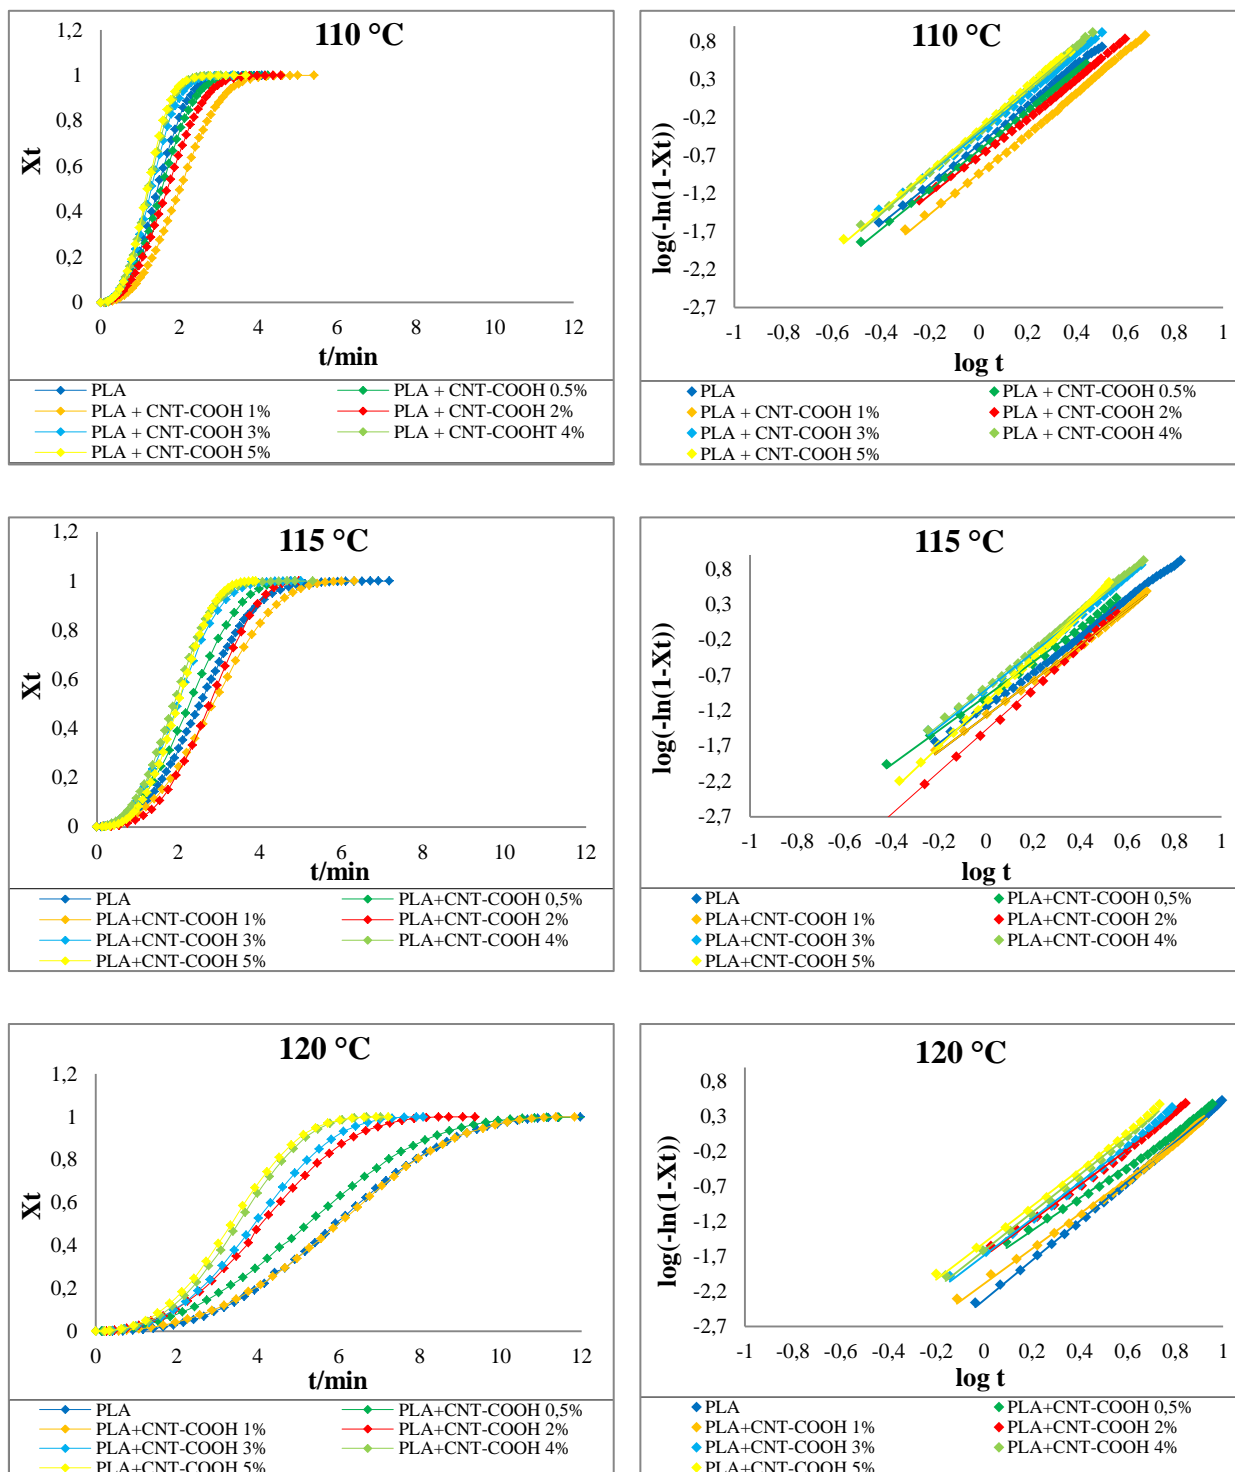 110 °C
1,2
1
0,8
0,6
0,4
0,2
0
Xt
0 2 4 6 8 10 12
t/min
PLA PLA + CNT-COOH 0.5%
PLA + CNT-COOH 1% PLA + CNT-COOH 2%
PLA + CNT-COOH 3% PLA + CNT-COOHT 4%
PLA + CNT-COOH 5%
110 °C
0,8
0,3
-0,2
-0,7
-1,2
-1,7
-2,2
-2,7
log(-ln(1-Xt))
-1 -0,8 -0,6 -0,4 -0,2 0 0,2 0,4 0,6 0,8 1
log t
PLA PLA + CNT-COOH 0.5%
PLA + CNT-COOH 1% PLA + CNT-COOH 2%
PLA + CNT-COOH 3% PLA + CNT-COOH 4%
PLA + CNT-COOH 5%
115 °C
1,2
1
0,8
0,6
0,4
0,2
0
Xt
0 2 4 6 8 10 12
t/min
PLA PLA+CNT-COOH 0,5%
PLA+CNT-COOH 1% PLA+CNT-COOH 2%
PLA+CNT-COOH 3% PLA+CNT-COOH 4%
PLA+CNT-COOH 5%
115 °C
0,8
0,3
-0,2
-0,7
-1,2
-1,7
-2,2
-2,7
log(-ln(1-Xt))
-1 -0,8 -0,6 -0,4 -0,2 0 0,2 0,4 0,6 0,8 1
log t
PLA PLA+CNT-COOH 0,5%
PLA+CNT-COOH 1% PLA+CNT-COOH 2%
PLA+CNT-COOH 3% PLA+CNT-COOH 4%
PLA+CNT-COOH 5%
120 °C
1,2
1
0,8
0,6
0,4
0,2
0
Xt
0 2 4 6 8 10 12
t/min
PLA PLA+CNT-COOH 0,5%
PLA+CNT-COOH 1% PLA+CNT-COOH 2%
PLA+CNT-COOH 3% PLA+CNT-COOH 4%
PLA+CNT-COOH 5%
120 °C
0,8
0,3
-0,2
-0,7
-1,2
-1,7
-2,2
-2,7
log(-ln(1-Xt))
-1 -0,8 -0,6 -0,4 -0,2 0 0,2 0,4 0,6 0,8 1
log t
PLA PLA+CNT-COOH 0,5%
PLA+CNT-COOH 1% PLA+CNT-COOH 2%
PLA+CNT-COOH 3% PLA+CNT-COOH 4%
PLA+CNT-COOH 5%